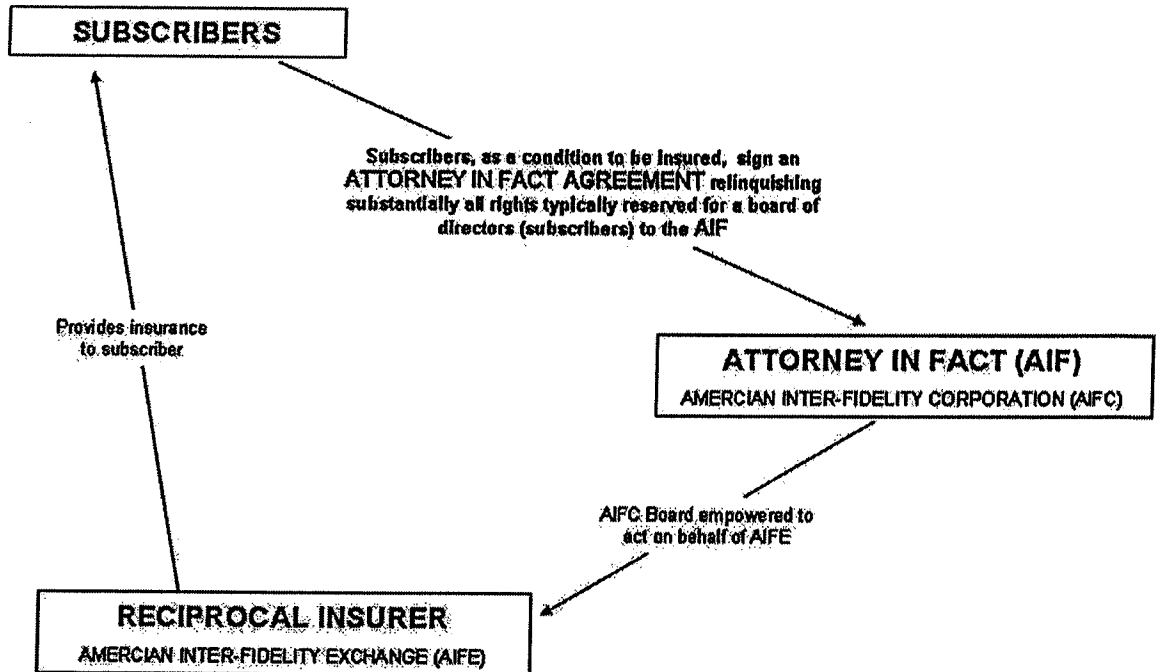 SUBSCRIBERS
Subscribers, as a condition to be insured, sign an
ATTORNEY IN FACT AGREEMENT relinquishing
substantially all rights typically reserved for a board of
directors (subscribers) to the AIF
Provides insurance
to subscriber
ATTORNEY IN FACT (AIF)
AMERCIAN INTER-FIDELITY CORPORATION (AIFC)
AIFC Board empowered to
act on behalf of AIFE
RECIPROCAL INSURER
AMERCIAN INTER-FIDELITY EXCHANGE (AIFE)